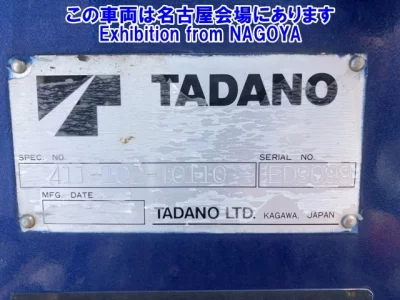 この車両は名古屋会場にあります
Exhibition from NAGOYA
TADANO
SPEC. NO.
SERIAL NO.
MFG. DATE
TADANO LTD. KAGAWA, JAPAN